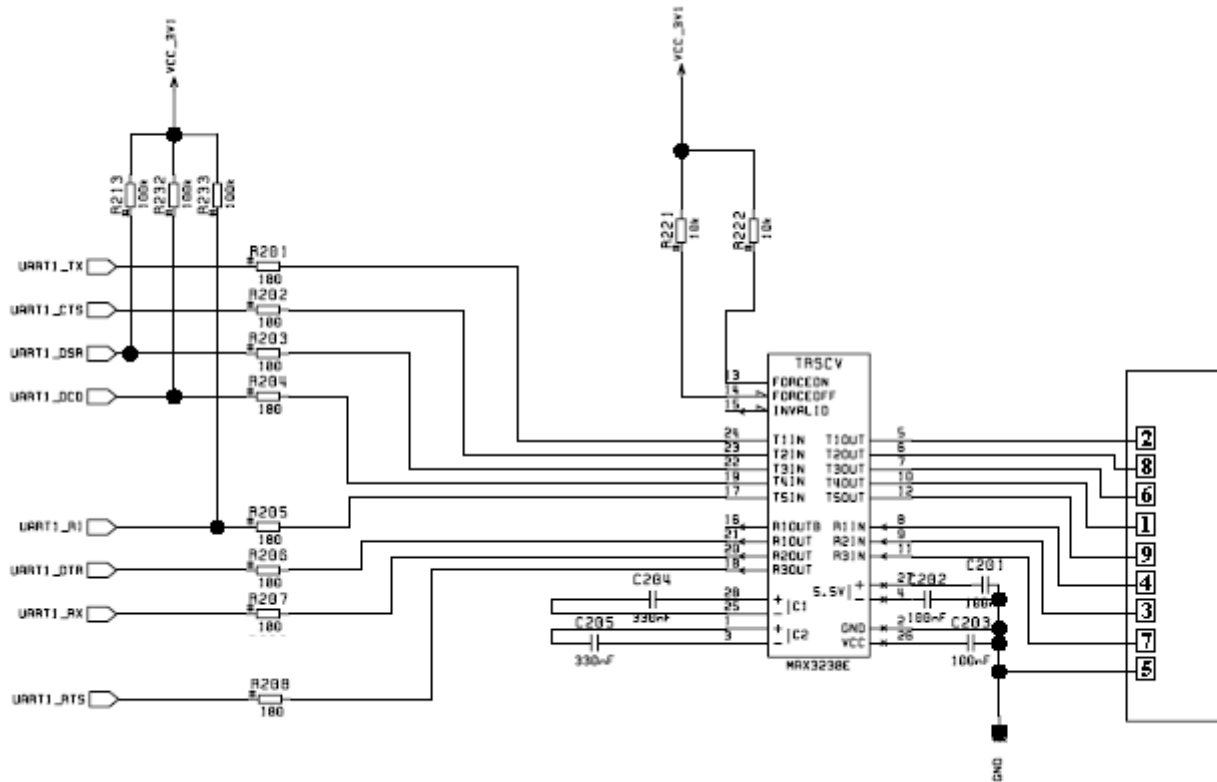 VCC_3V1
VCC_3V1
R213
100k
R232
100k
R233
100k
R221
10k
R222
10k
UART1_TX
R201
180
UART1_CTS
R202
180
UART1_DSR
R203
180
UART1_DCD
R204
180
UART1_RI
R205
180
UART1_DTR
R206
180
UART1_RX
R207
180
UART1_RTS
R208
180
TRSCV
13 FORCEON
14 FORCEOFF
15 INVALID
24 T1IN T1OUT 5
23 T2IN T2OUT 6
22 T3IN T3OUT 7
19 T4IN T4OUT 10
17 T5IN T5OUT 12
16 R1OUTB R1IN 8
21 R1OUT R2IN 9
20 R2OUT R3IN 11
18 R3OUT
5.5V + 27
- 4
C201
100nF
C202
100nF
C204
330nF
28 + C1
25 -
C205
330nF
1 + C2
3 -
GND 2
VCC 26
C203
100nF
MAX3238E
2
8
6
1
9
4
3
7
5
GND